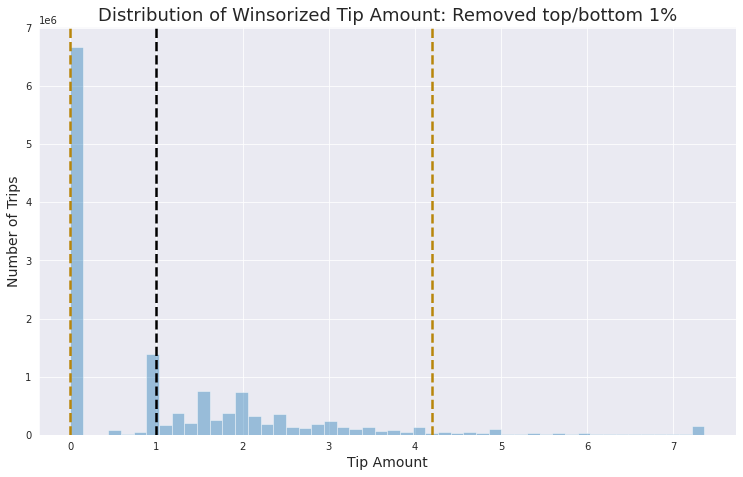 Distribution of Winsorized Tip Amount: Removed top/bottom 1%
1e6
7
6
5
4
3
2
1
0
Number of Trips
0 1 2 3 4 5 6 7
Tip Amount